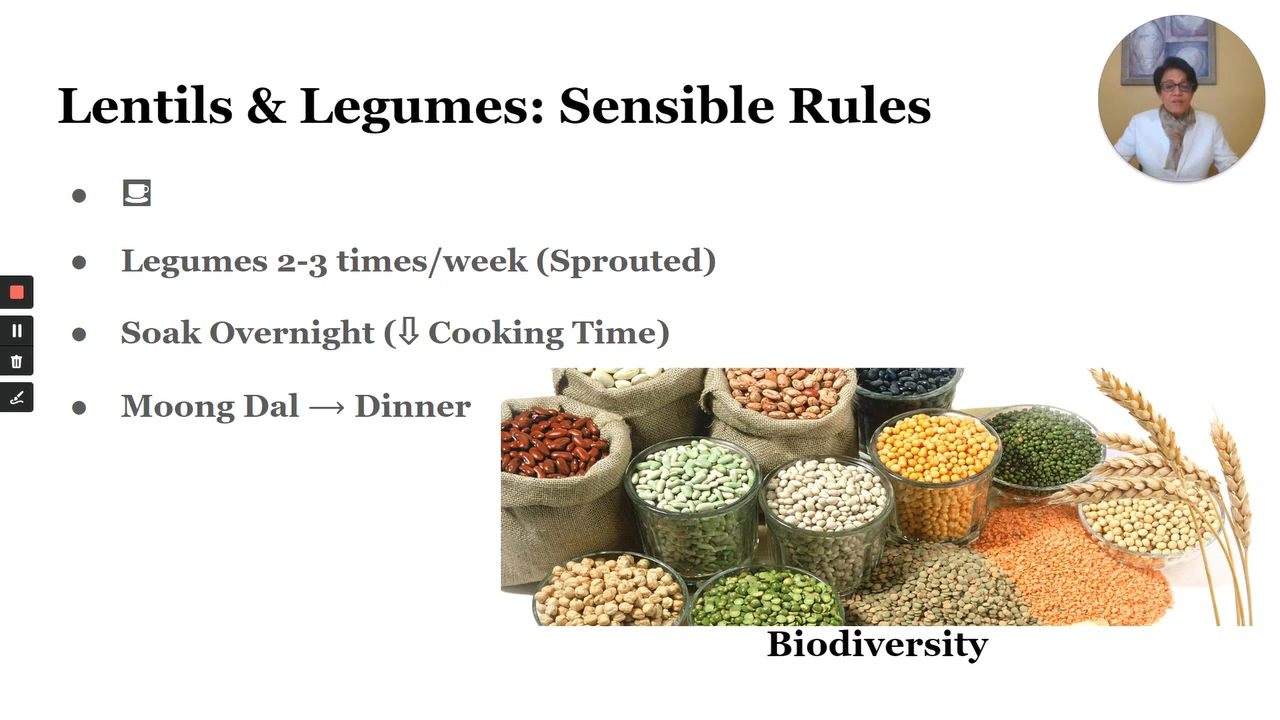 Lentils & Legumes: Sensible Rules
● ☕
● Legumes 2-3 times/week (Sprouted)
● Soak Overnight (⇩ Cooking Time)
● Moong Dal → Dinner
Biodiversity